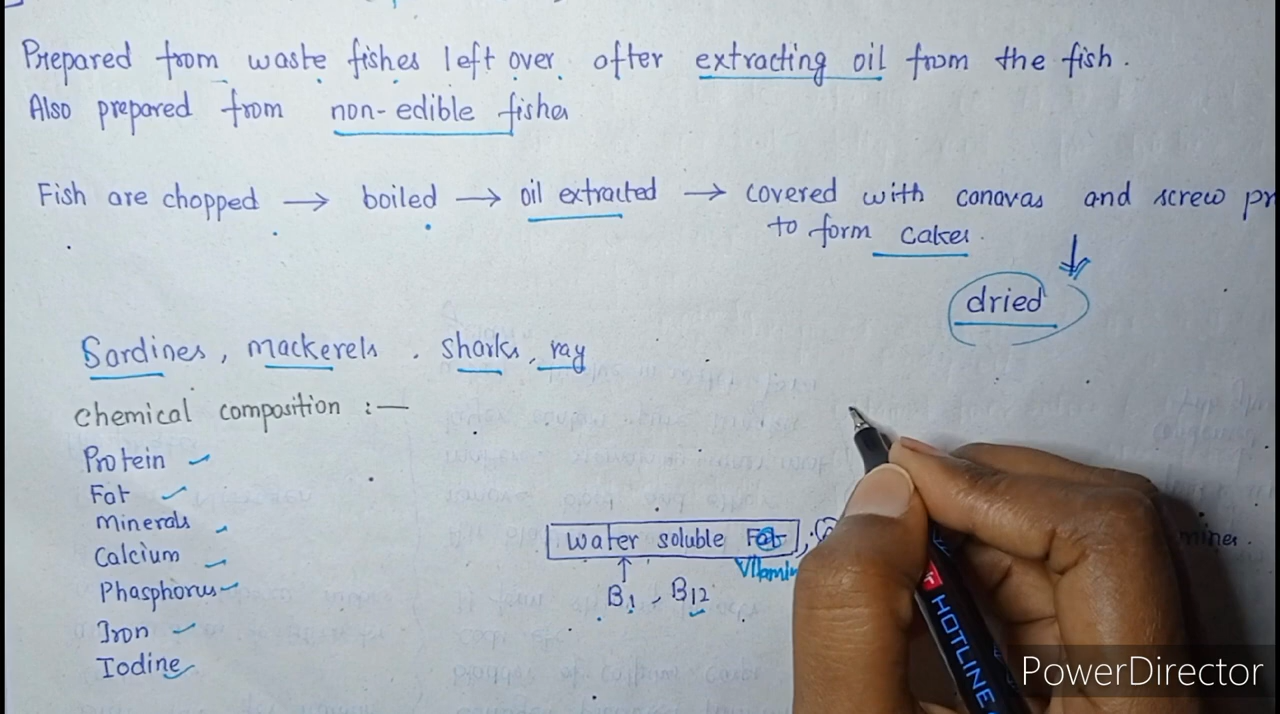 Prepared from waste fishes left over after extracting oil from the fish.
Also prepared from non-edible fishes
Fish are chopped → boiled → oil extracted → covered with canavas and screw pr
to form cakes.
dried
Sardines, mackerels, sharks, ray
chemical composition :—
Protein
Fat
minerals
Calcium
Phosphorus
Iron
Iodine
water soluble Fat
Vitamin
B1, B12
HOTLINE
PowerDirector